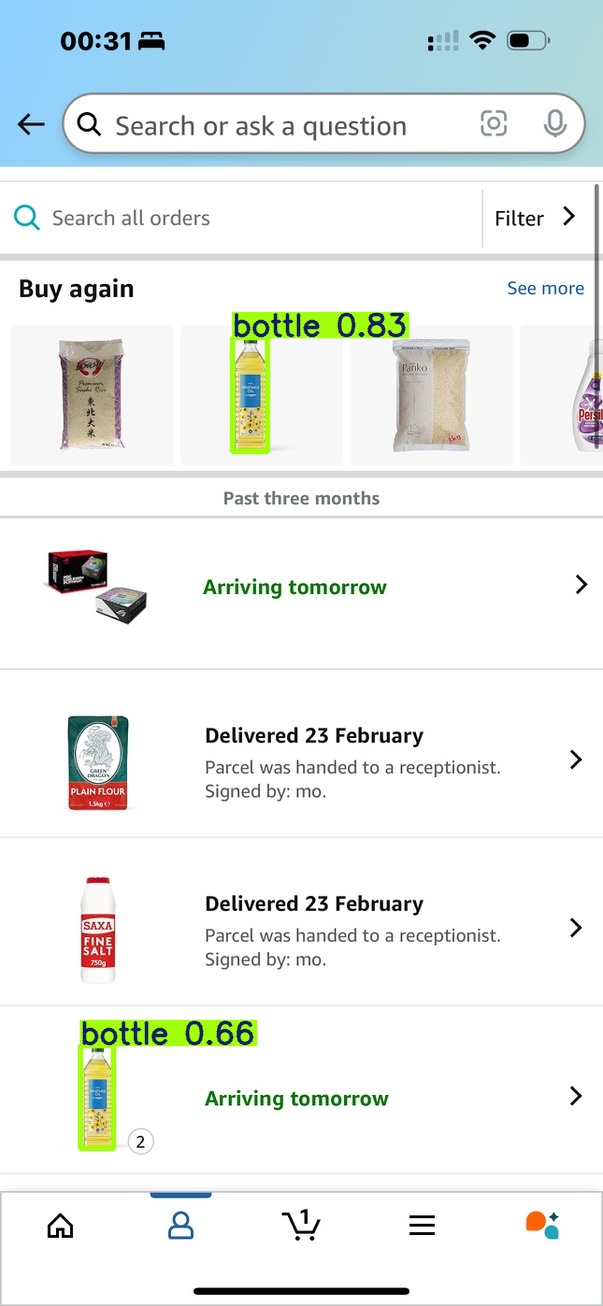 00:31
Search or ask a question
Search all orders
Filter
Buy again
See more
bottle 0.83
Premium
Sushi Rice
東
北
大
米
Panko
1kg
Persil
Past three months
Arriving tomorrow
Delivered 23 February
Parcel was handed to a receptionist.
Signed by: mo.
GREEN
DRAGON
PLAIN FLOUR
1.5kg e
Delivered 23 February
Parcel was handed to a receptionist.
Signed by: mo.
SAXA
FINE
SALT
750g
bottle 0.66
Arriving tomorrow
2
1